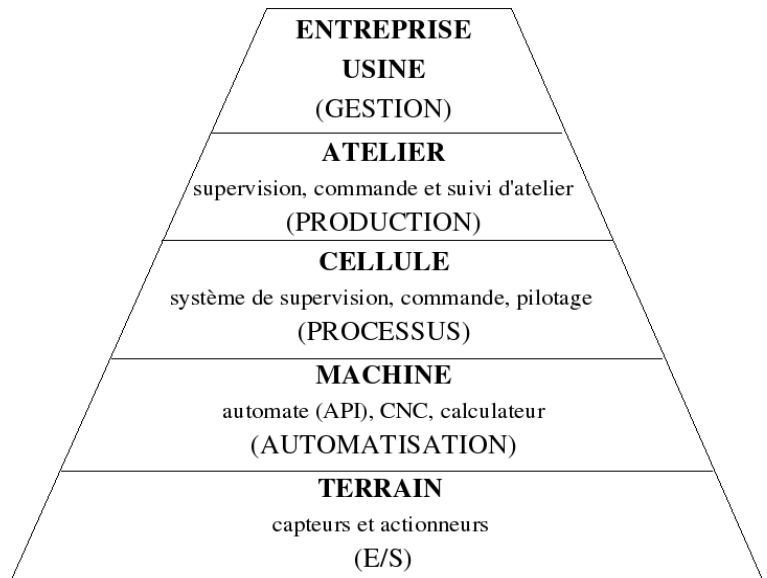 ENTREPRISE
USINE
(GESTION)
ATELIER
supervision, commande et suivi d'atelier
(PRODUCTION)
CELLULE
système de supervision, commande, pilotage
(PROCESSUS)
MACHINE
automate (API), CNC, calculateur
(AUTOMATISATION)
TERRAIN
capteurs et actionneurs
(E/S)